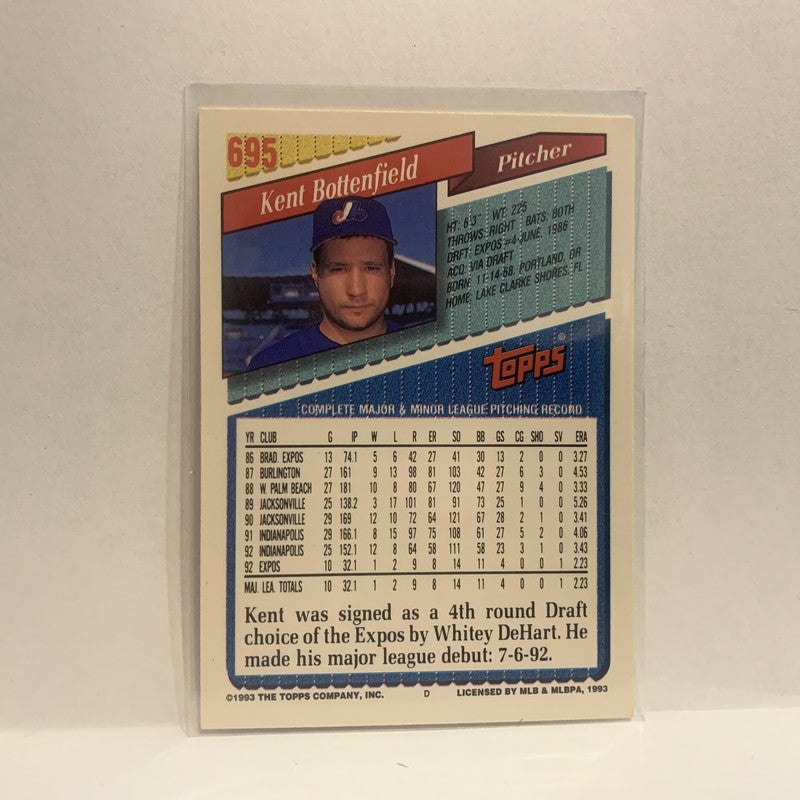 695
Kent Bottenfield
Pitcher
HT: 6'3" WT: 225
THROWS: RIGHT BATS: BOTH
DRFT: EXPOS #4-JUNE, 1986
ACQ: VIA DRAFT
BORN: 11-14-68, PORTLAND, OR
HOME: LAKE CLARKE SHORES, FL
TOPPS®
COMPLETE MAJOR & MINOR LEAGUE PITCHING RECORD
YR CLUB G IP W L R ER SO BB GS CG SHO SV ERA
86 BRAD. EXPOS 13 74.1 5 6 42 27 41 30 13 2 0 0 3.27
87 BURLINGTON 27 161 9 13 98 81 103 42 27 6 3 0 4.53
88 W. PALM BEACH 27 181 10 8 80 67 120 47 27 9 4 0 3.33
89 JACKSONVILLE 25 138.2 3 17 101 81 91 73 25 1 0 0 5.26
90 JACKSONVILLE 29 169 12 10 72 64 121 67 28 2 1 0 3.41
91 INDIANAPOLIS 29 166.1 8 15 97 75 108 61 27 5 2 0 4.06
92 INDIANAPOLIS 25 152.1 12 8 64 58 111 58 23 3 1 0 3.43
92 EXPOS 10 32.1 1 2 9 8 14 11 4 0 0 1 2.23
MAJ. LEA. TOTALS 10 32.1 1 2 9 8 14 11 4 0 0 1 2.23
Kent was signed as a 4th round Draft
choice of the Expos by Whitey DeHart. He
made his major league debut: 7-6-92.
©1993 THE TOPPS COMPANY, INC. D LICENSED BY MLB & MLBPA, 1993